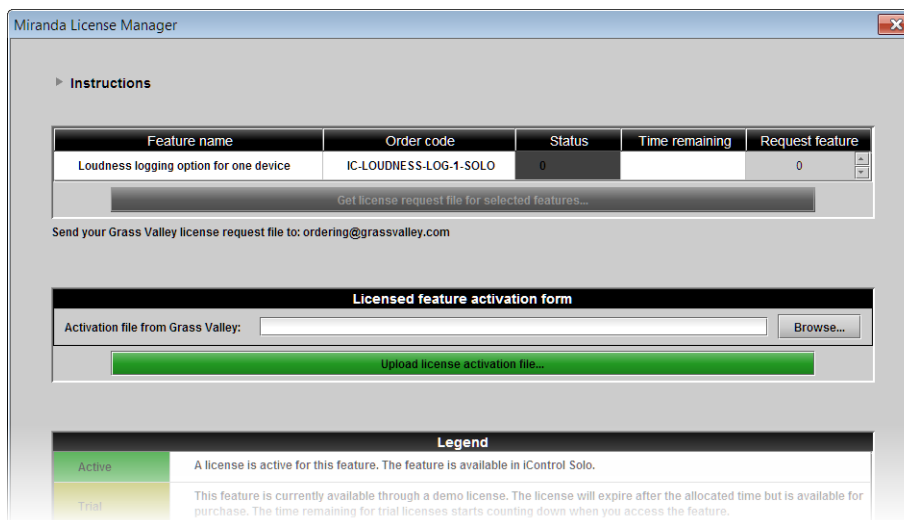 Miranda License Manager
Instructions
Feature name Order code Status Time remaining Request feature
Loudness logging option for one device IC-LOUDNESS-LOG-1-SOLO 0 0
Get license request file for selected features...
Send your Grass Valley license request file to: ordering@grassvalley.com
Licensed feature activation form
Activation file from Grass Valley: Browse...
Upload license activation file...
Legend
Active A license is active for this feature. The feature is available in iControl Solo.
Trial This feature is currently available through a demo license. The license will expire after the allocated time but is available for
purchase. The time remaining for trial licenses starts counting down when you access the feature.